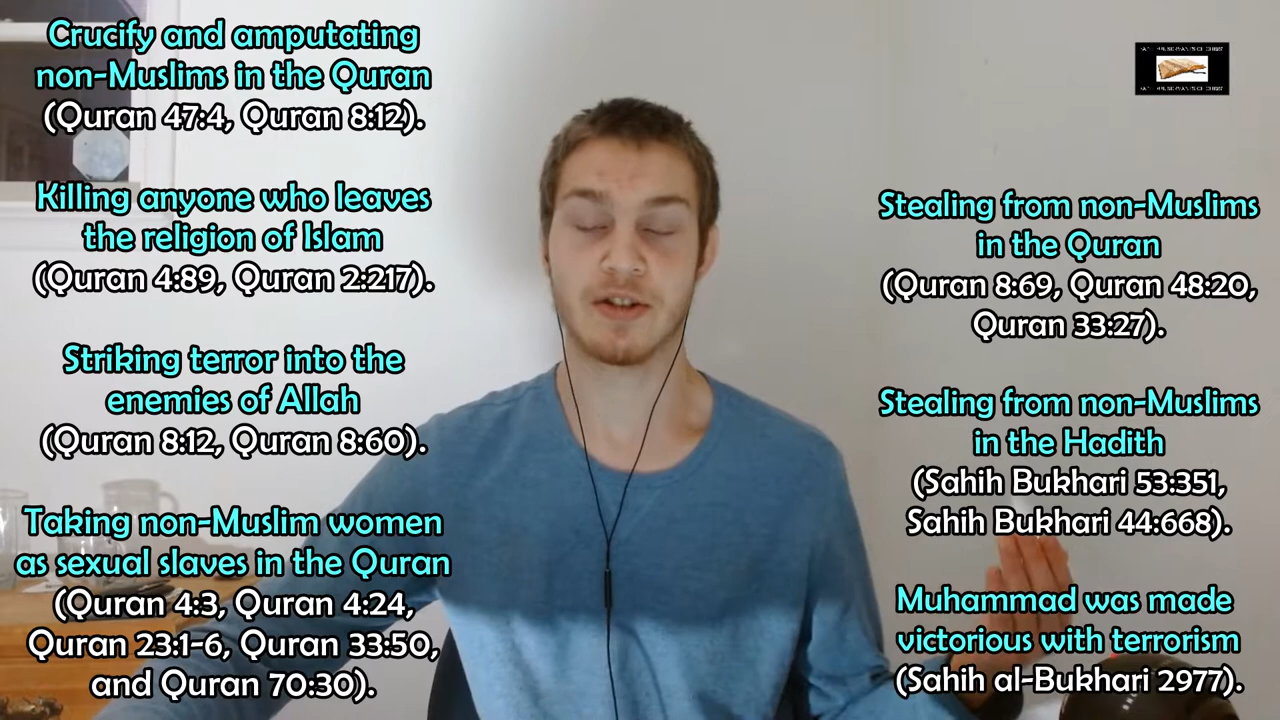 Crucify and amputating
non-Muslims in the Quran
(Quran 47:4, Quran 8:12).
Killing anyone who leaves
the religion of Islam
(Quran 4:89, Quran 2:217).
Striking terror into the
enemies of Allah
(Quran 8:12, Quran 8:60).
Taking non-Muslim women
as sexual slaves in the Quran
(Quran 4:3, Quran 4:24,
Quran 23:1-6, Quran 33:50,
and Quran 70:30).
Stealing from non-Muslims
in the Quran
(Quran 8:69, Quran 48:20,
Quran 33:27).
Stealing from non-Muslims
in the Hadith
(Sahih Bukhari 53:351,
Sahih Bukhari 44:668).
Muhammad was made
victorious with terrorism
(Sahih al-Bukhari 2977).